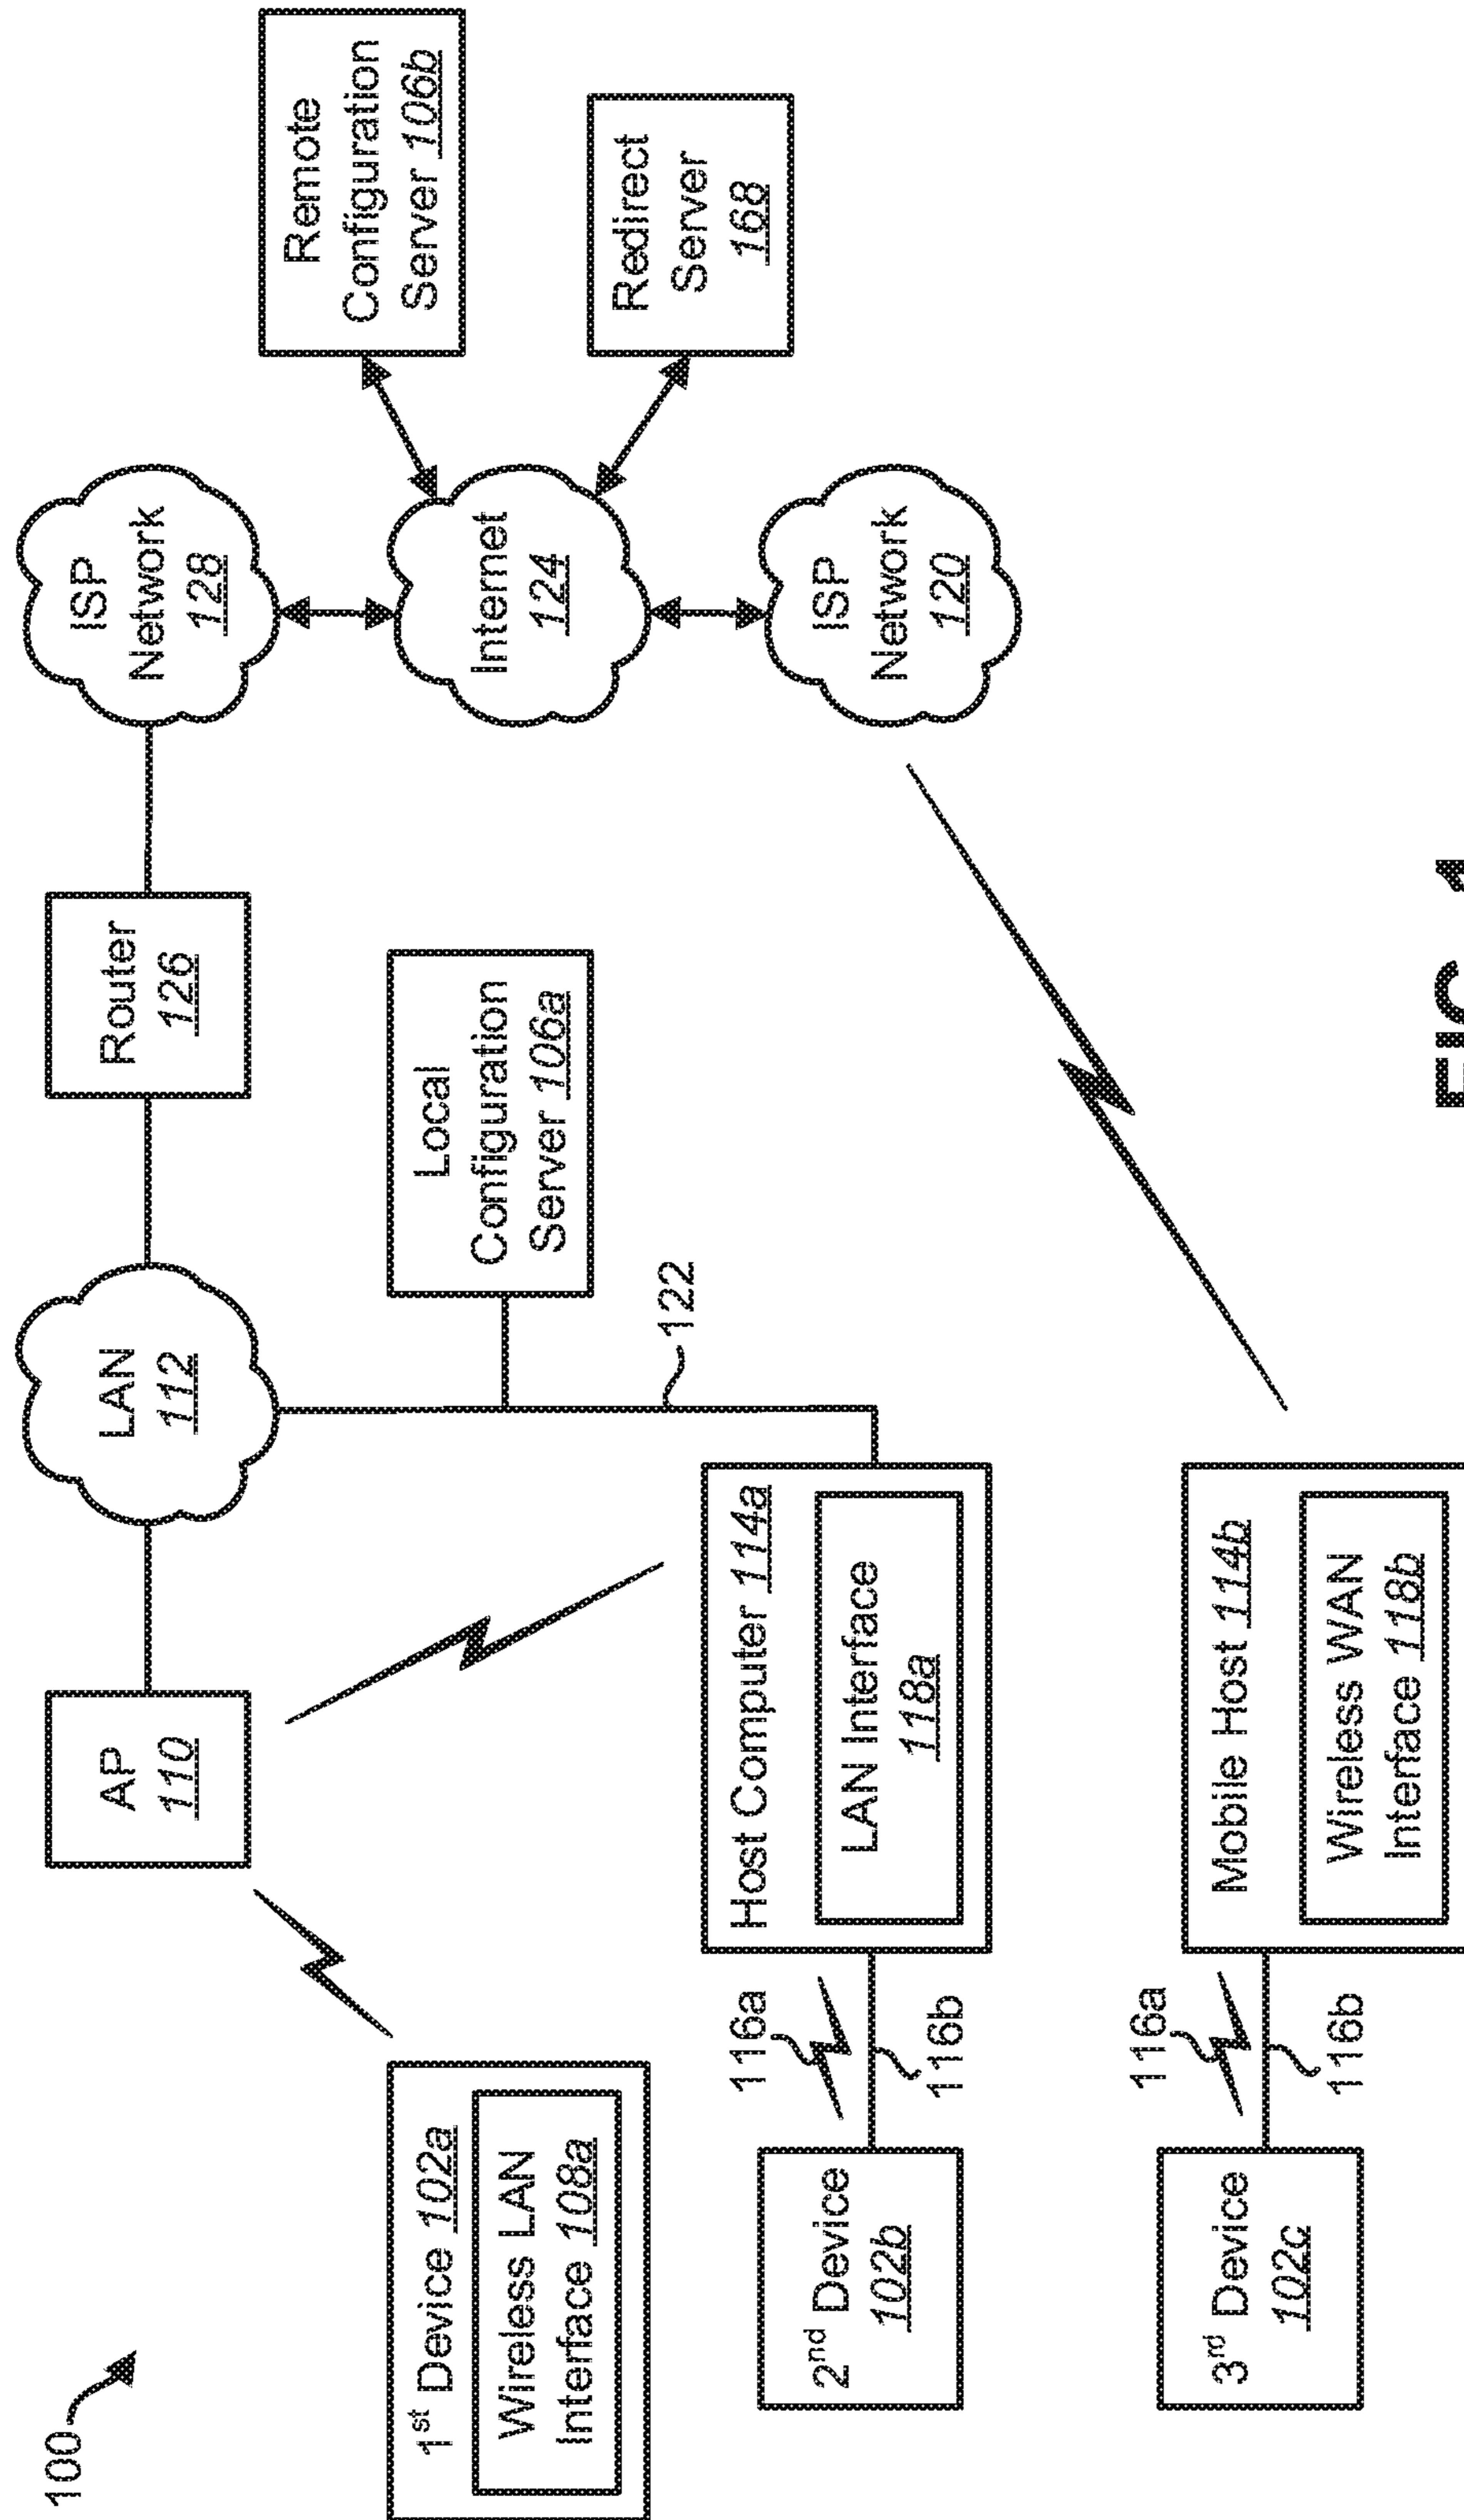 100
AP
110
LAN
112
Router
126
ISP
Network
128
1st Device 102a
Wireless LAN
Interface 108a
Local
Configuration
Server 106a
Internet
124
Remote
Configuration
Server 106b
122
Redirect
Server
168
2nd Device
102b
116a
116b
Host Computer 114a
LAN Interface
118a
ISP
Network
120
3rd Device
102c
116a
116b
Mobile Host 114b
Wireless WAN
Interface 118b
FIG. 1